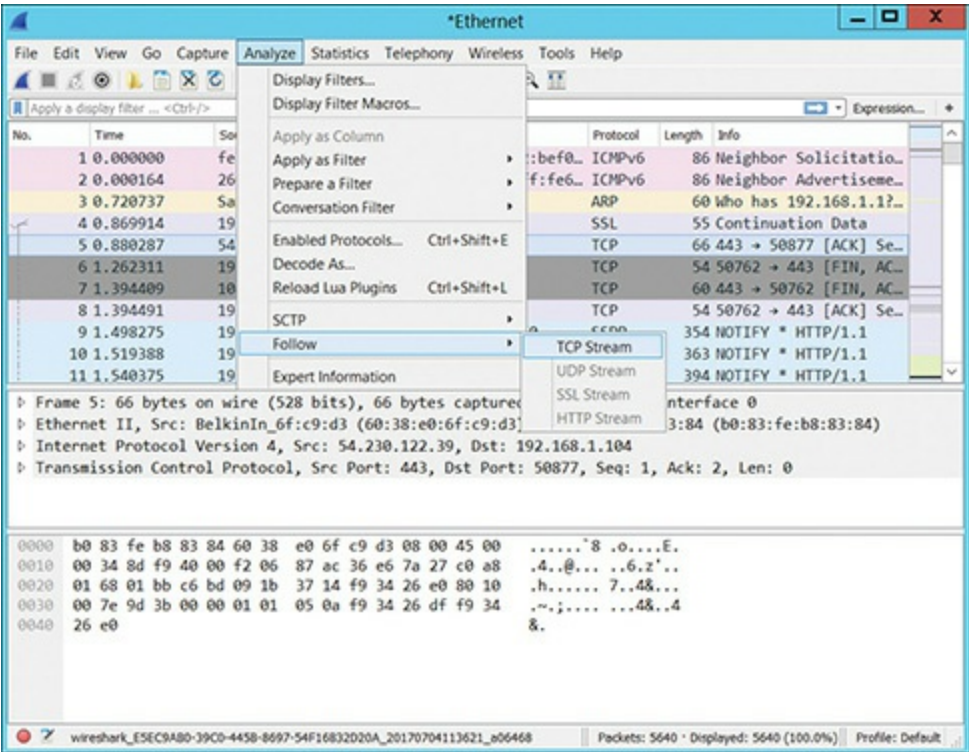 *Ethernet
File Edit View Go Capture Analyze Statistics Telephony Wireless Tools Help
Apply a display filter ... <Ctrl-/>
Expression... +
Display Filters...
Display Filter Macros...
Apply as Column
Apply as Filter
Prepare a Filter
Conversation Filter
Enabled Protocols... Ctrl+Shift+E
Decode As...
Reload Lua Plugins Ctrl+Shift+L
SCTP
Follow
Expert Information
TCP Stream
UDP Stream
SSL Stream
HTTP Stream
No. Time Sou Protocol Length Info
1 0.000000 fe :bef0… ICMPv6 86 Neighbor Solicitatio…
2 0.000164 26 f:fe6… ICMPv6 86 Neighbor Advertiseme…
3 0.720737 Sa ARP 60 Who has 192.168.1.1?…
4 0.869914 19 SSL 55 Continuation Data
5 0.880287 54 TCP 66 443 → 50877 [ACK] Se…
6 1.262311 19 TCP 54 50762 → 443 [FIN, AC…
7 1.394409 10 TCP 60 443 → 50762 [FIN, AC…
8 1.394491 19 TCP 54 50762 → 443 [ACK] Se…
9 1.498275 19 SSDP 354 NOTIFY * HTTP/1.1
10 1.519388 19 363 NOTIFY * HTTP/1.1
11 1.540375 19 394 NOTIFY * HTTP/1.1
Frame 5: 66 bytes on wire (528 bits), 66 bytes captured nterface 0
Ethernet II, Src: BelkinIn_6f:c9:d3 (60:38:e0:6f:c9:d3) 3:84 (b0:83:fe:b8:83:84)
Internet Protocol Version 4, Src: 54.230.122.39, Dst: 192.168.1.104
Transmission Control Protocol, Src Port: 443, Dst Port: 50877, Seq: 1, Ack: 2, Len: 0
0000 b0 83 fe b8 83 84 60 38 e0 6f c9 d3 08 00 45 00 ......`8 .o....E.
0010 00 34 8d f9 40 00 f2 06 87 ac 36 e6 7a 27 c0 a8 .4..@... ..6.z'..
0020 01 68 01 bb c6 bd 09 1b 37 14 f9 34 26 e0 80 10 .h...... 7..4&...
0030 00 7e 9d 3b 00 00 01 01 05 0a f9 34 26 df f9 34 .~.;.... ...4&..4
0040 26 e0 &.
wireshark_E5EC9A80-39C0-4458-8697-54F16832D20A_20170704113621_a06468 Packets: 5640 · Displayed: 5640 (100.0%) Profile: Default